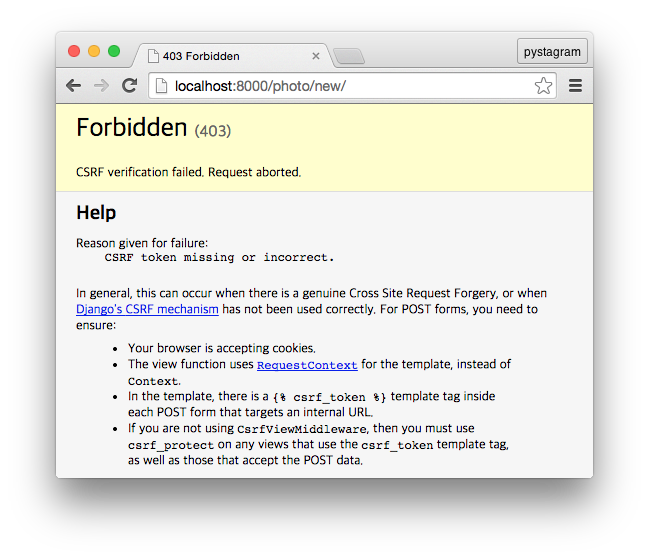 403 Forbidden
pystagram
localhost:8000/photo/new/
Forbidden (403)
CSRF verification failed. Request aborted.
Help
Reason given for failure:
CSRF token missing or incorrect.
In general, this can occur when there is a genuine Cross Site Request Forgery, or when
Django's CSRF mechanism has not been used correctly. For POST forms, you need to
ensure:
• Your browser is accepting cookies.
• The view function uses RequestContext for the template, instead of
Context.
• In the template, there is a {% csrf_token %} template tag inside
each POST form that targets an internal URL.
• If you are not using CsrfViewMiddleware, then you must use
csrf_protect on any views that use the csrf_token template tag,
as well as those that accept the POST data.